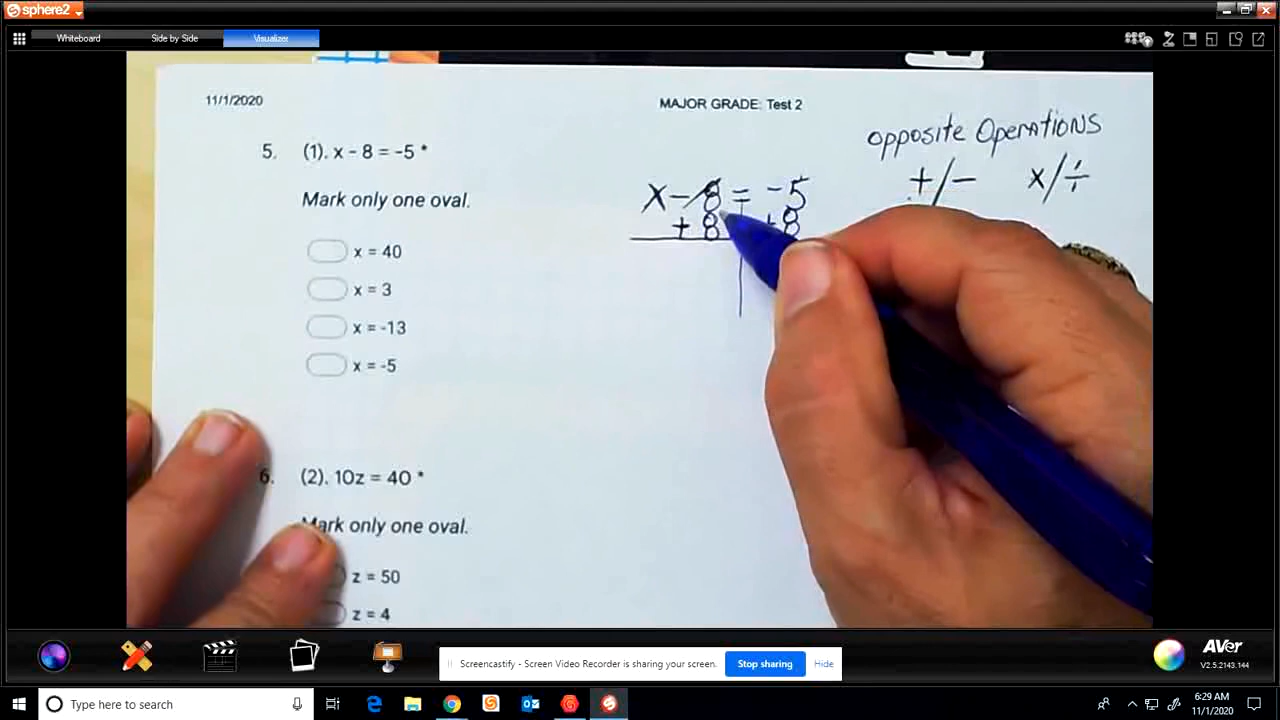 sphere2
Whiteboard
Side by Side
Visualizer
11/1/2020
MAJOR GRADE: Test 2
Opposite Operations
+/− x/÷
5. (1). x - 8 = -5 *
x − 8 = -5
+ 8 + 8
Mark only one oval.
x = 40
x = 3
x = -13
x = -5
6. (2). 10z = 40 *
Mark only one oval.
z = 50
z = 4
Screencastify - Screen Video Recorder is sharing your screen.
Stop sharing
Hide
AVer
V2.5.2143.144
Type here to search
6:29 AM
11/1/2020